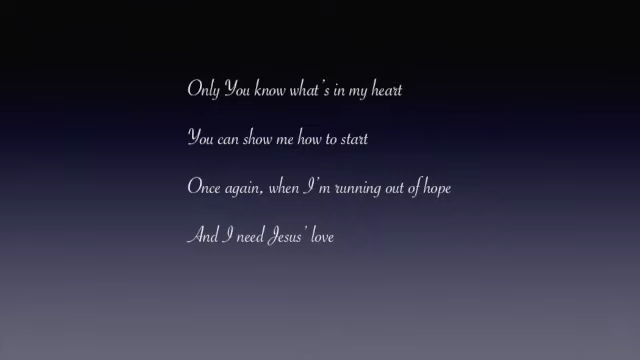 Only You know what's in my heart
You can show me how to start
Once again, when I'm running out of hope
And I need Jesus' love